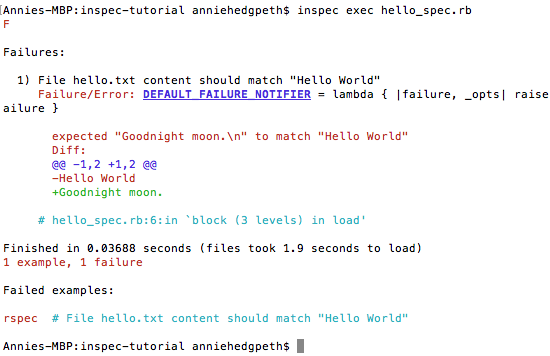 Annies-MBP:inspec-tutorial anniehedgpeth$ inspec exec hello_spec.rb
F
Failures:
1) File hello.txt content should match "Hello World"
Failure/Error: DEFAULT_FAILURE_NOTIFIER = lambda { |failure, _opts| raise
ailure }
expected "Goodnight moon.\n" to match "Hello World"
Diff:
@@ -1,2 +1,2 @@
-Hello World
+Goodnight moon.
# hello_spec.rb:6:in `block (3 levels) in load'
Finished in 0.03688 seconds (files took 1.9 seconds to load)
1 example, 1 failure
Failed examples:
rspec  # File hello.txt content should match "Hello World"
Annies-MBP:inspec-tutorial anniehedgpeth$